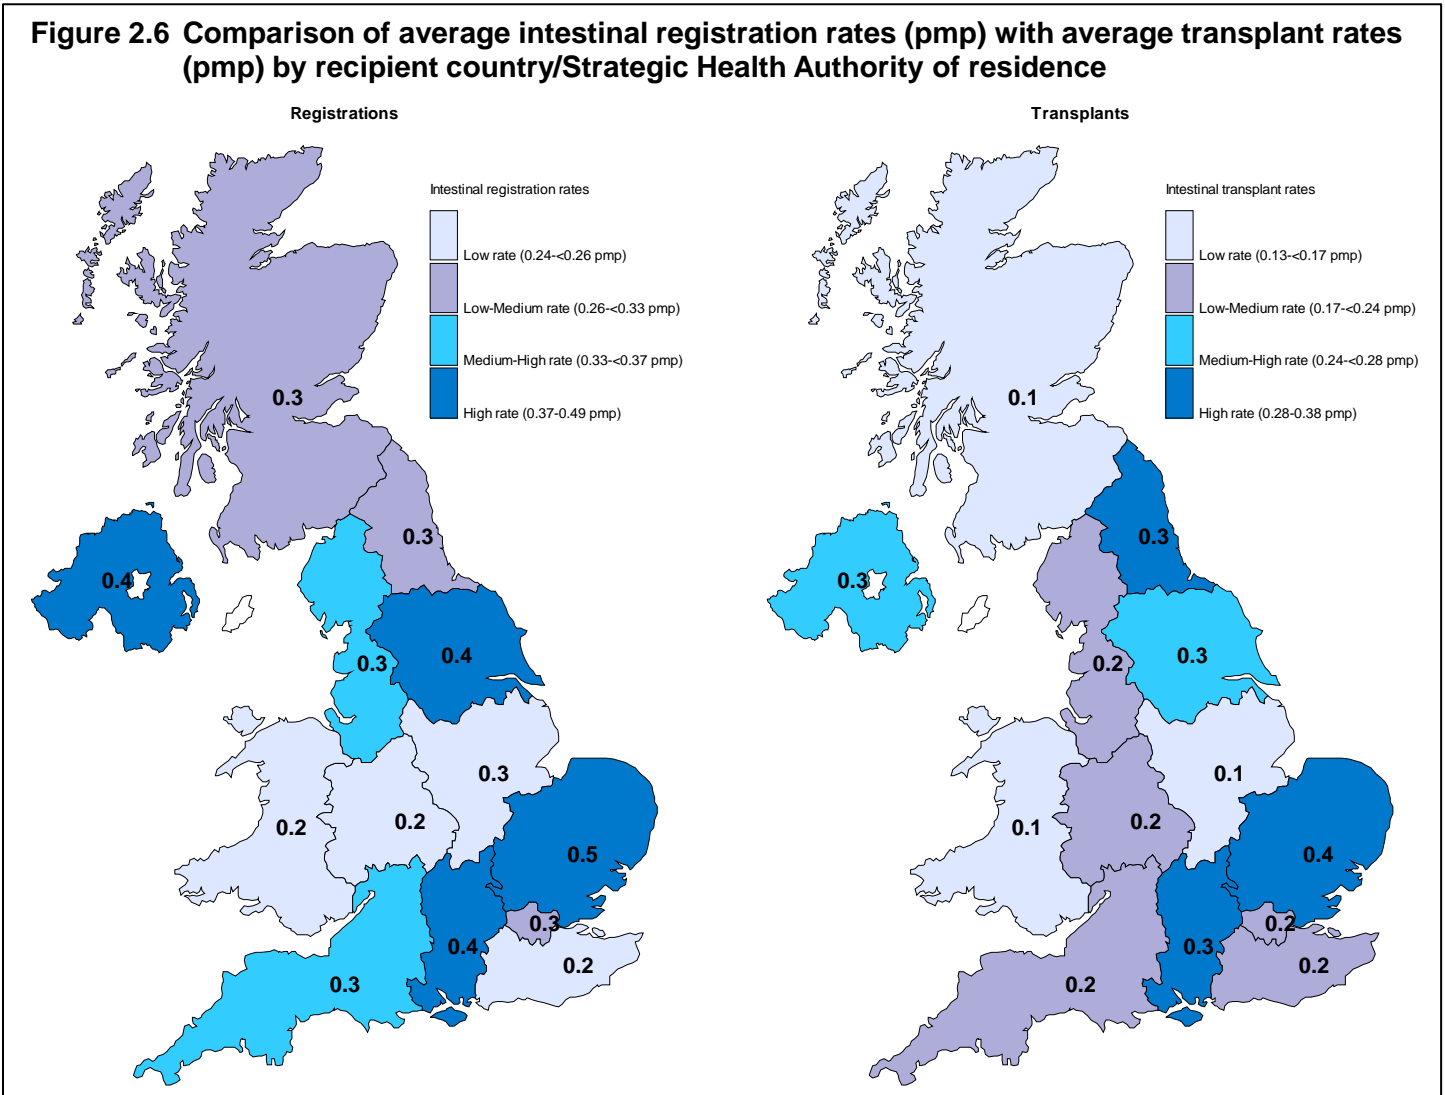 Figure 2.6 Comparison of average intestinal registration rates (pmp) with average transplant rates
(pmp) by recipient country/Strategic Health Authority of residence
Registrations
Intestinal registration rates
Low rate (0.24-<0.26 pmp)
Low-Medium rate (0.26-<0.33 pmp)
Medium-High rate (0.33-<0.37 pmp)
High rate (0.37-0.49 pmp)
0.3
0.3
0.4
0.4
0.3
0.3
0.2
0.2
0.5
0.3
0.4
0.2
0.3
Transplants
Intestinal transplant rates
Low rate (0.13-<0.17 pmp)
Low-Medium rate (0.17-<0.24 pmp)
Medium-High rate (0.24-<0.28 pmp)
High rate (0.28-0.38 pmp)
0.1
0.3
0.3
0.3
0.2
0.1
0.2
0.1
0.4
0.2
0.3
0.2
0.2